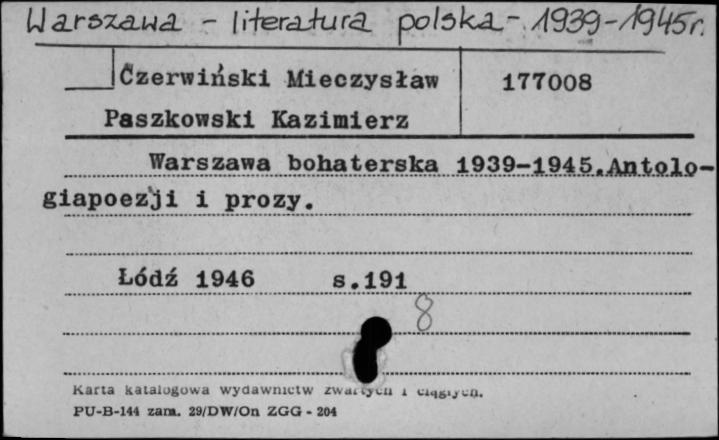 Warszawa - literatura polska - 1939-1945r.
Czerwiński Mieczysław 177008
Paszkowski Kazimierz
Warszawa bohaterska 1939-1945.Antolo-
giapoezji i prozy.
Łódź 1946 s.191
8
Karta katalogowa wydawnictw zwartych i ciągłych.
PU-B-144 zam. 29/DW/On ZGG - 204